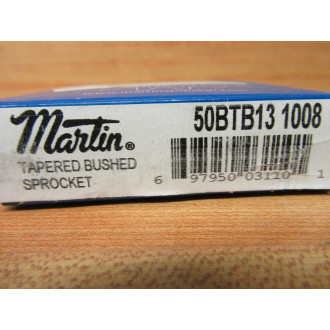 Martin®
TAPERED BUSHED
SPROCKET
50BTB13 1008
6 97950 03110 1